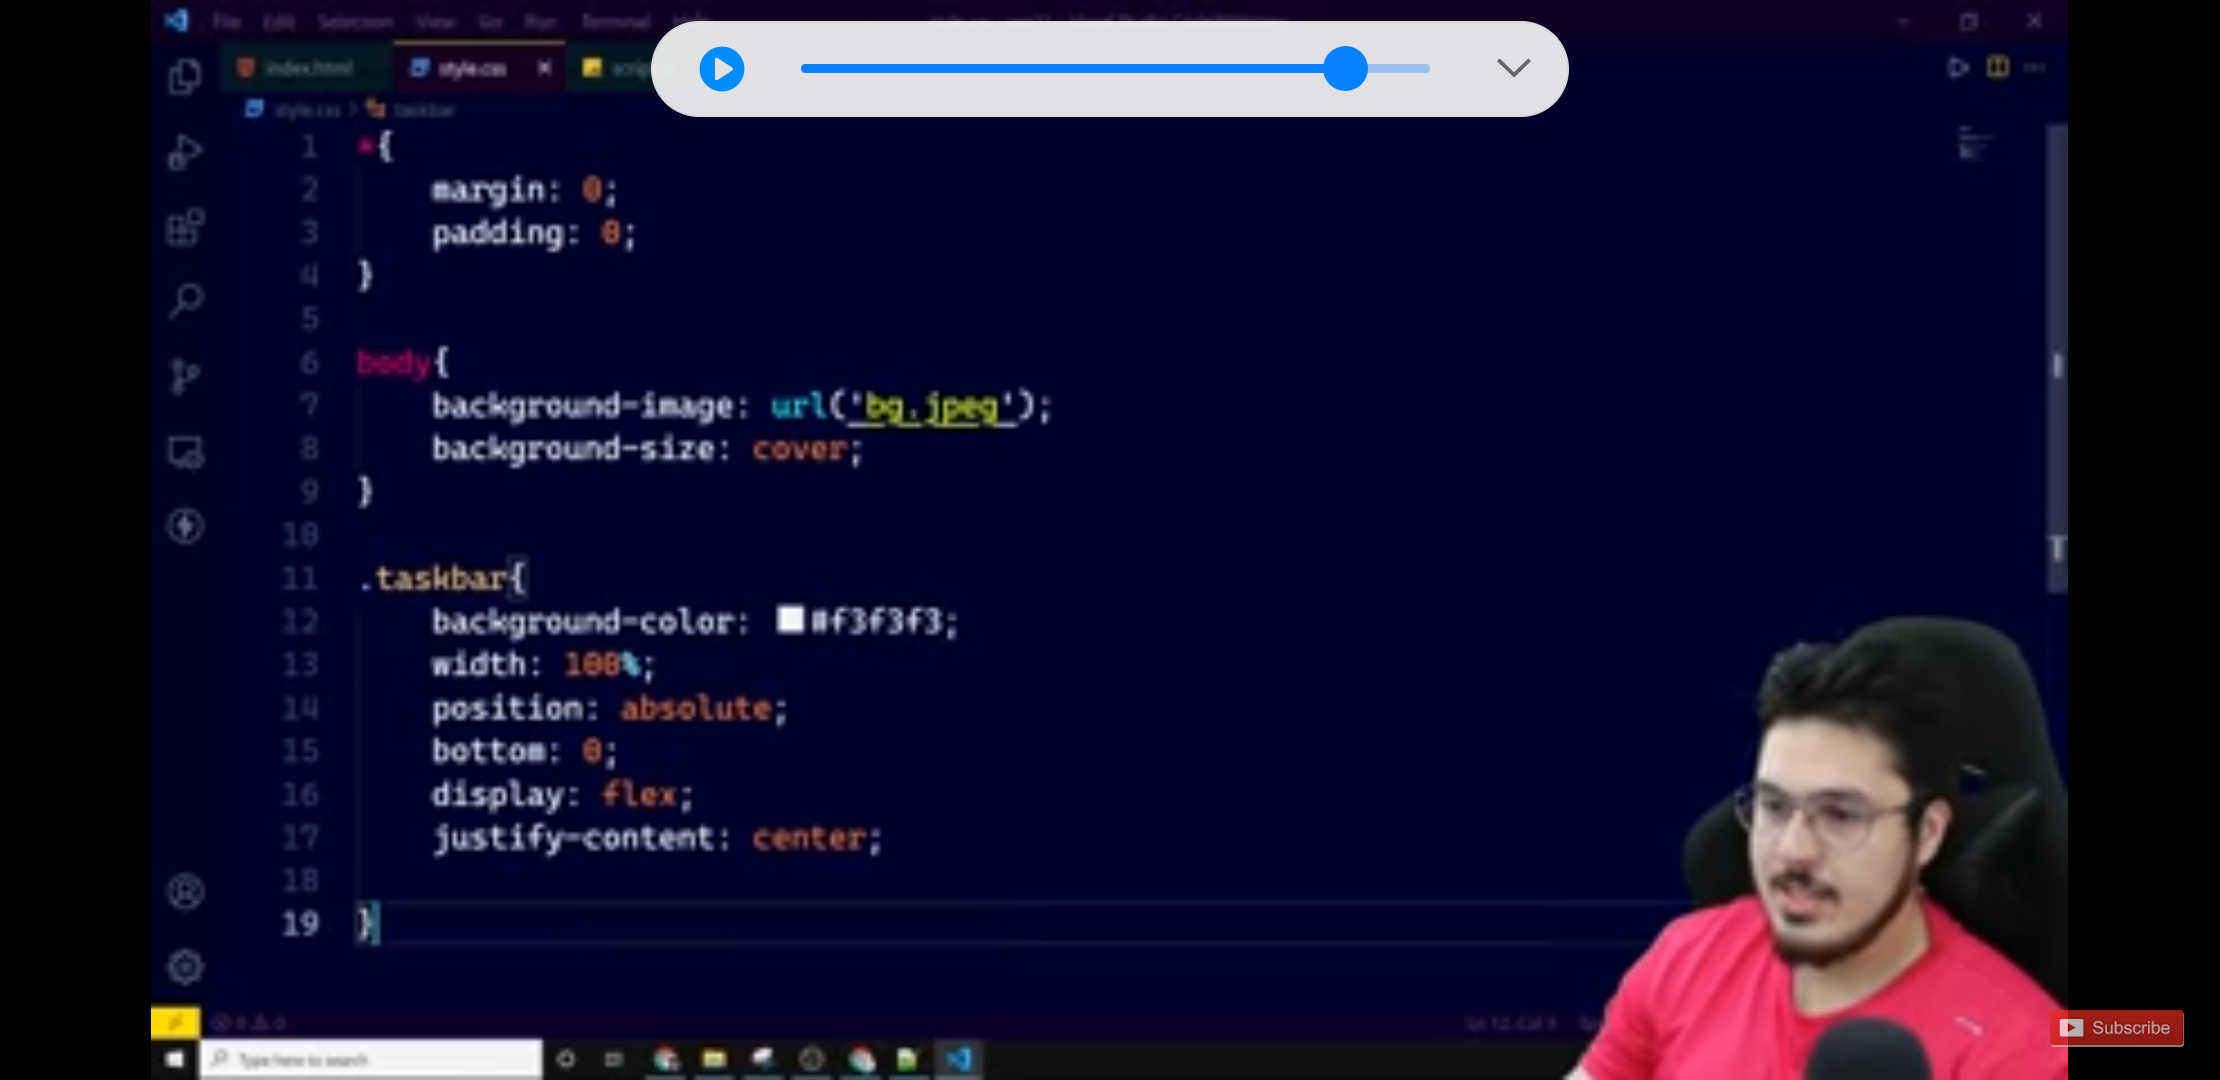 File Edit Selection View Go Run Terminal Help
index.html style.css
style.css > .taskbar
1 *{
2 margin: 0;
3 padding: 0;
4 }
5
6 body{
7 background-image: url('bg.jpeg');
8 background-size: cover;
9 }
10
11 .taskbar{
12 background-color: #f3f3f3;
13 width: 100%;
14 position: absolute;
15 bottom: 0;
16 display: flex;
17 justify-content: center;
18
19 }
0 0
Type here to search
Subscribe